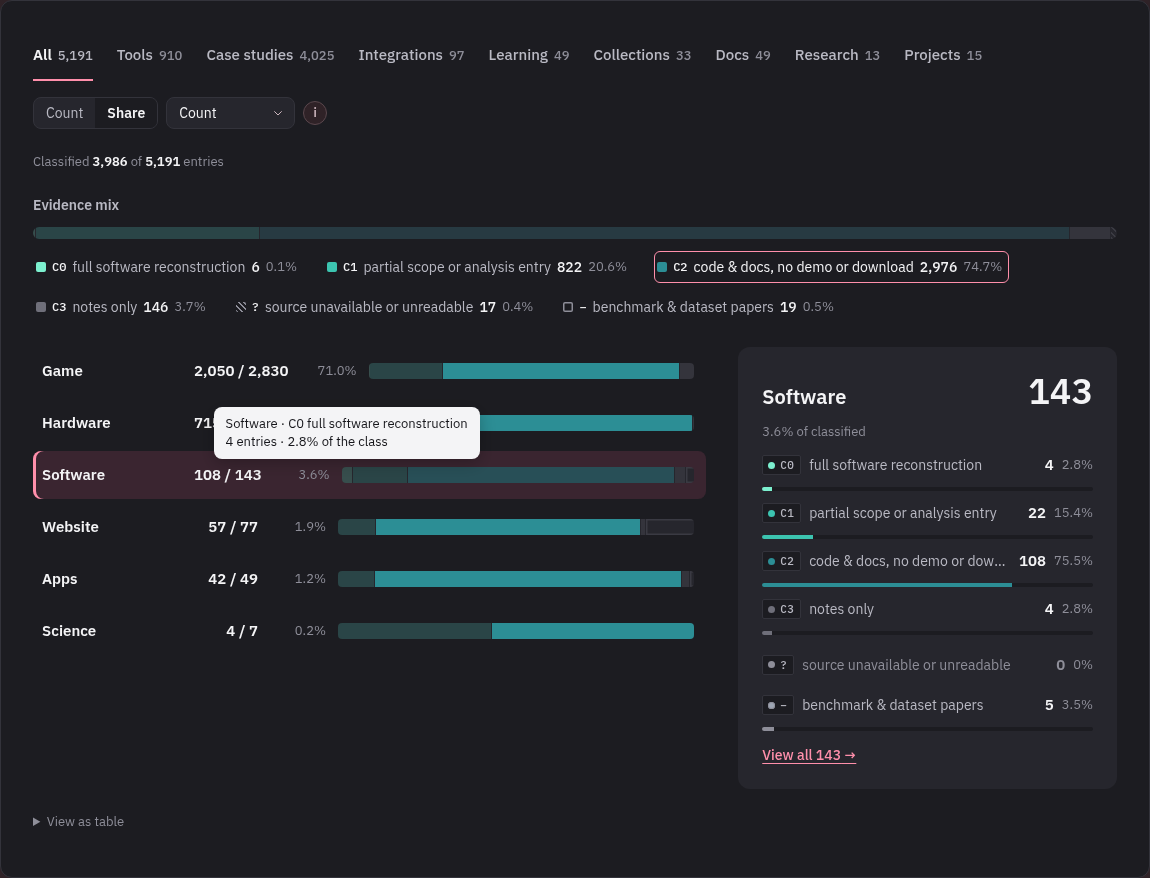 All 5,191 Tools 910 Case studies 4,025 Integrations 97 Learning 49 Collections 33 Docs 49 Research 13 Projects 15
Count Share Count i
Classified 3,986 of 5,191 entries
Evidence mix
C0 full software reconstruction 6 0.1% C1 partial scope or analysis entry 822 20.6% C2 code & docs, no demo or download 2,976 74.7%
C3 notes only 146 3.7% ? source unavailable or unreadable 17 0.4% – benchmark & dataset papers 19 0.5%
Game 2,050 / 2,830 71.0%
Hardware
Software · C0 full software reconstruction
4 entries · 2.8% of the class
Software 108 / 143 3.6%
Website 57 / 77 1.9%
Apps 42 / 49 1.2%
Science 4 / 7 0.2%
Software 143
3.6% of classified
C0 full software reconstruction 4 2.8%
C1 partial scope or analysis entry 22 15.4%
C2 code & docs, no demo or dow... 108 75.5%
C3 notes only 4 2.8%
? source unavailable or unreadable 0 0%
– benchmark & dataset papers 5 3.5%
View all 143 →
▶ View as table